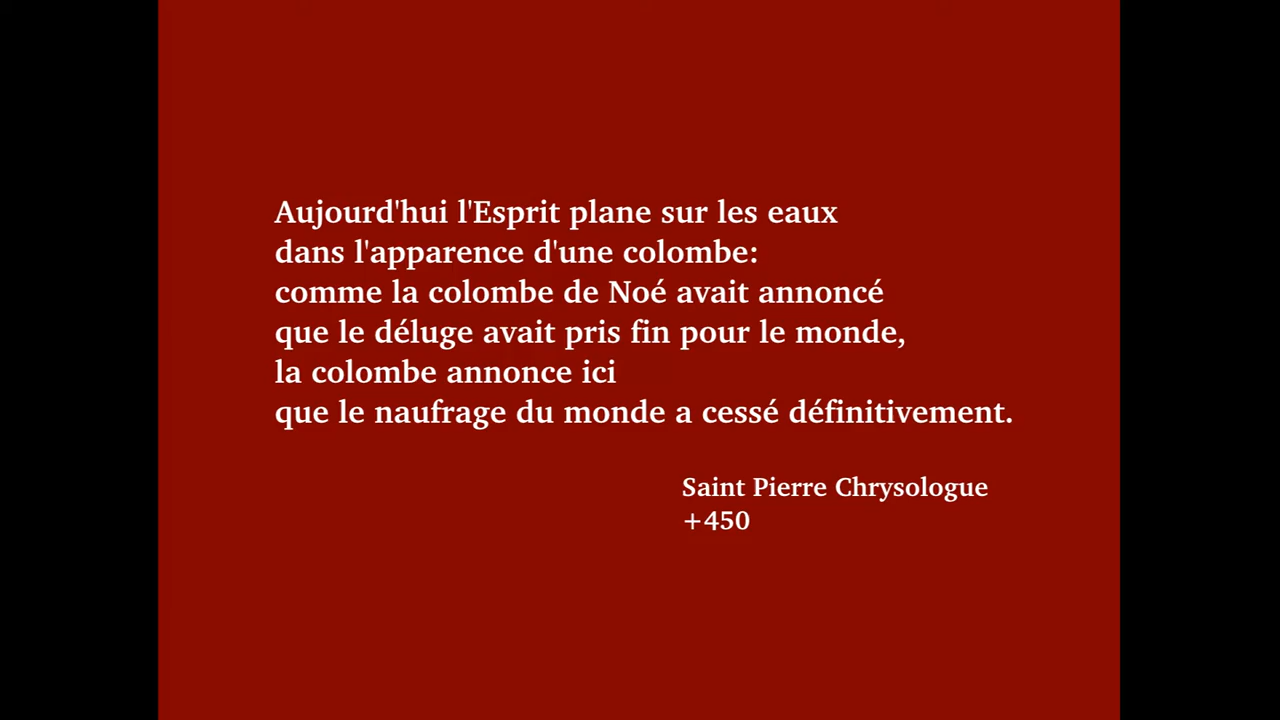 Aujourd'hui l'Esprit plane sur les eaux
dans l'apparence d'une colombe:
comme la colombe de Noé avait annoncé
que le déluge avait pris fin pour le monde,
la colombe annonce ici
que le naufrage du monde a cessé définitivement.
Saint Pierre Chrysologue
+450